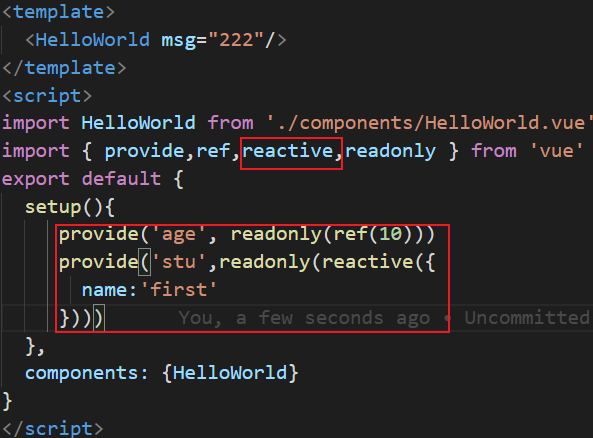 <template>
  <HelloWorld msg="222"/>
</template>
<script>
import HelloWorld from './components/HelloWorld.vue'
import { provide,ref,reactive,readonly } from 'vue'
export default {
  setup(){
    provide('age', readonly(ref(10)))
    provide('stu',readonly(reactive({
      name:'first'
    }))) You, a few seconds ago • Uncommitted
  },
  components: {HelloWorld}
}
</script>